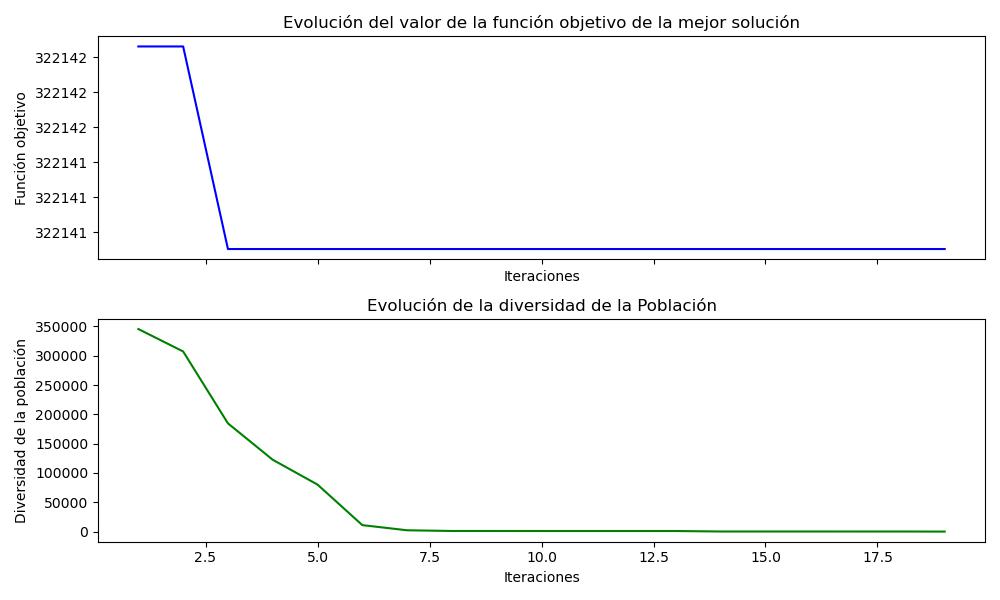 Evolución del valor de la función objetivo de la mejor solución
322142
322142
322142
322141
322141
322141
Función objetivo
Iteraciones
Evolución de la diversidad de la Población
350000
300000
250000
200000
150000
100000
50000
0
Diversidad de la población
2.5 5.0 7.5 10.0 12.5 15.0 17.5
Iteraciones